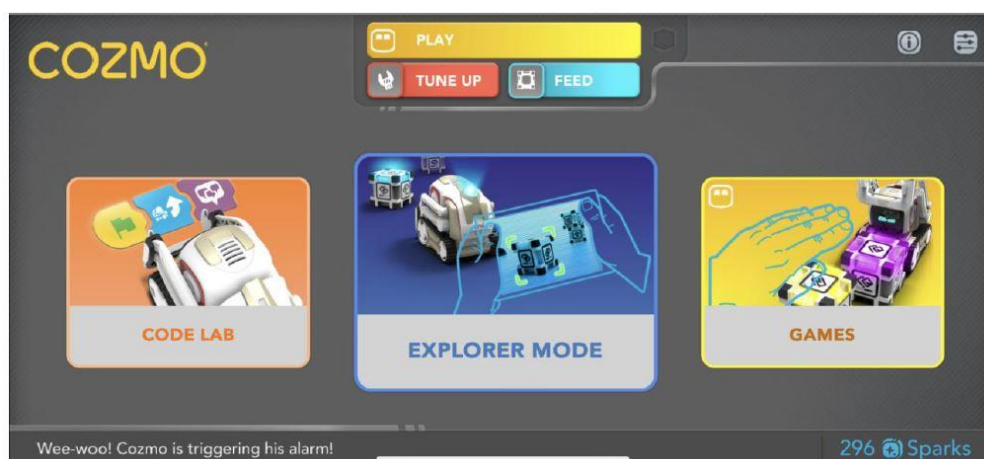 COZMO
PLAY
TUNE UP
FEED
CODE LAB
EXPLORER MODE
GAMES
Wee-woo! Cozmo is triggering his alarm!
296 Sparks